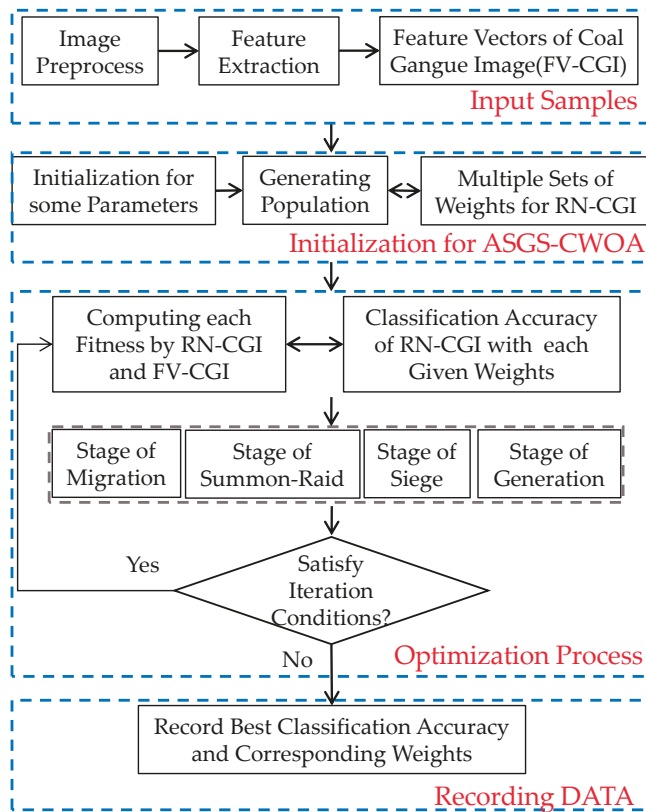 Image
Preprocess
Feature
Extraction
Feature Vectors of Coal
Gangue Image(FV-CGI)
Input Samples
Initialization for
some Parameters
Generating
Population
Multiple Sets of
Weights for RN-CGI
Initialization for ASGS-CWOA
Computing each
Fitness by RN-CGI
and FV-CGI
Classification Accuracy
of RN-CGI with each
Given Weights
Stage of
Migration
Stage of
Summon-Raid
Stage of
Siege
Stage of
Generation
Yes
Satisfy
Iteration
Conditions?
No
Optimization Process
Record Best Classification Accuracy
and Corresponding Weights
Recording DATA